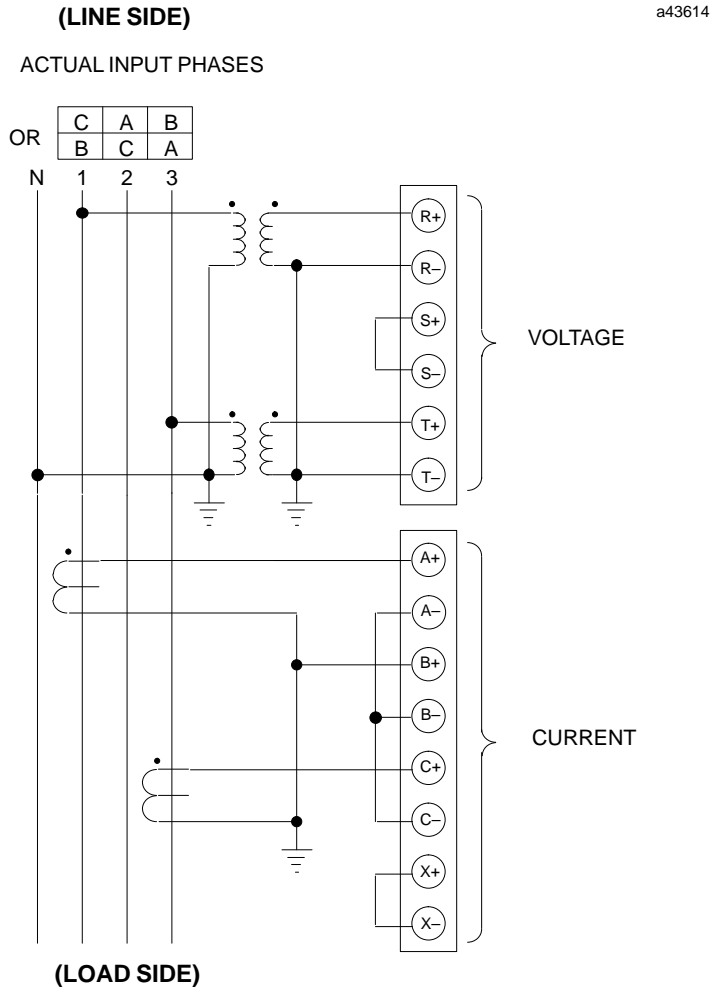 (LINE SIDE)
a43614
ACTUAL INPUT PHASES
OR
C A B
B C A
N 1 2 3
R+
R–
S+
S–
T+
T–
VOLTAGE
A+
A–
B+
B–
C+
C–
X+
X–
CURRENT
(LOAD SIDE)